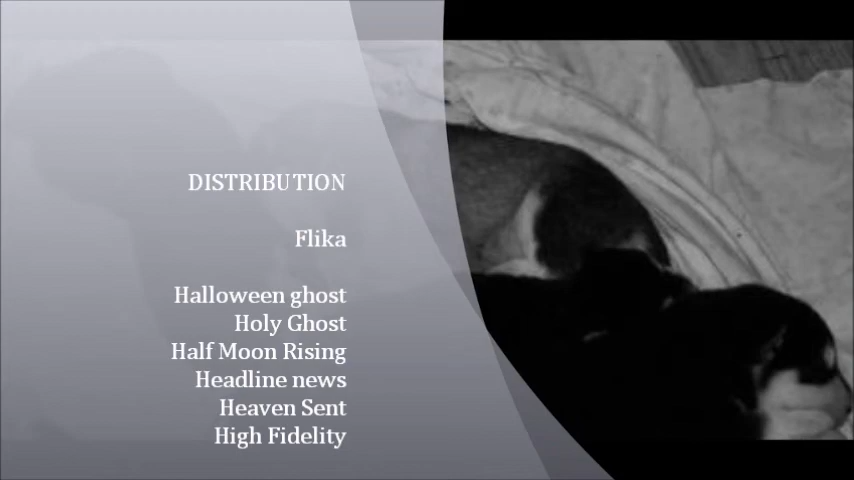 DISTRIBUTION
Flika
Halloween ghost
Holy Ghost
Half Moon Rising
Headline news
Heaven Sent
High Fidelity